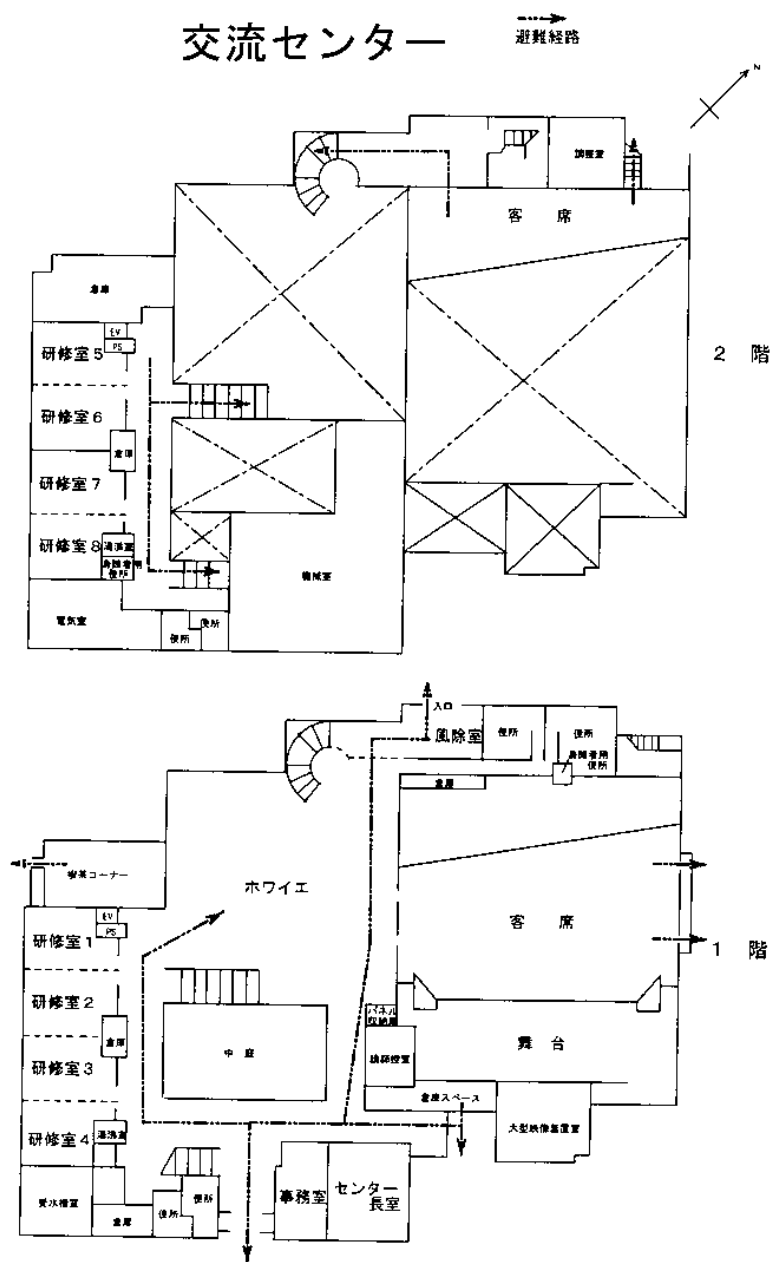 交流センター
避難経路
N
調整室
客 席
倉庫
EV
PS
研修室5
2 階
研修室6
倉庫
研修室7
研修室8
湯沸室
身障者用
便所
機械室
電気室
便所
便所
入口
風除室
便所
便所
身障者用
便所
倉庫
喫茶コーナー
ホワイエ
EV
PS
研修室1
客 席
1 階
研修室2
パネル
収納庫
倉庫
中 庭
舞 台
研修室3
講師控室
倉庫スペース
研修室4
湯沸室
大型映像装置室
受水槽室
倉庫
便所
便所
事務室
センター
長室